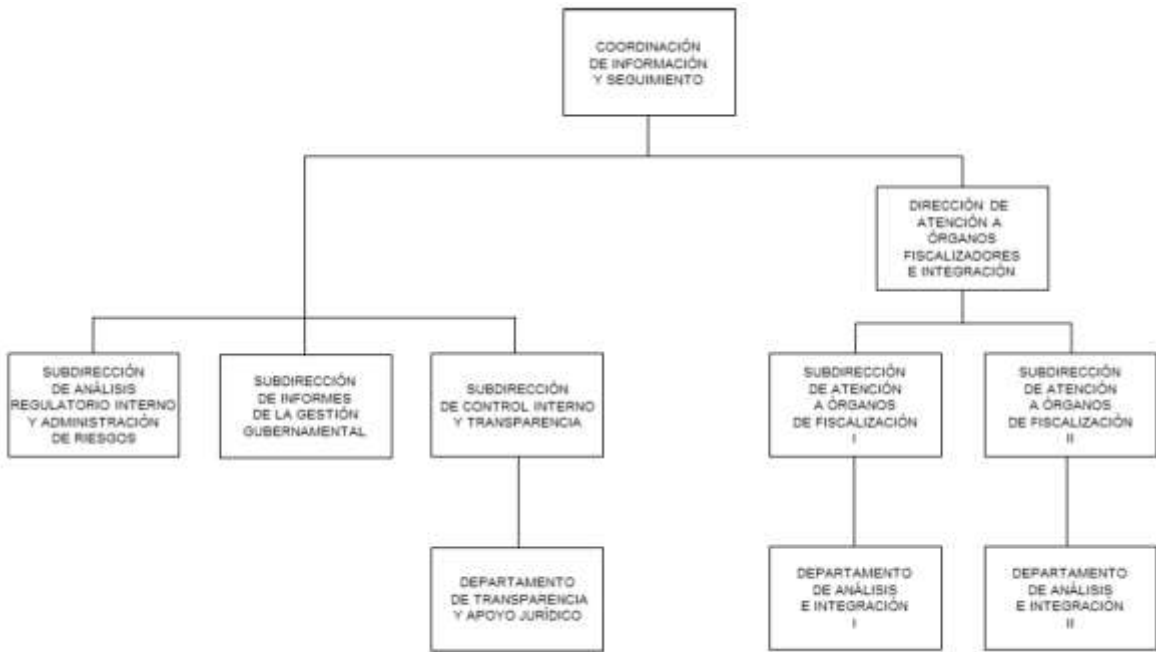 COORDINACIÓN
DE INFORMACIÓN
Y SEGUIMIENTO
DIRECCIÓN DE
ATENCIÓN A
ÓRGANOS
FISCALIZADORES
E INTEGRACIÓN
SUBDIRECCIÓN
DE ANÁLISIS
REGULATORIO INTERNO
Y ADMINISTRACIÓN
DE RIESGOS
SUBDIRECCIÓN
DE INFORMES
DE LA GESTIÓN
GUBERNAMENTAL
SUBDIRECCIÓN
DE CONTROL INTERNO
Y TRANSPARENCIA
SUBDIRECCIÓN
DE ATENCIÓN
A ÓRGANOS
DE FISCALIZACIÓN
I
SUBDIRECCIÓN
DE ATENCIÓN
A ÓRGANOS
DE FISCALIZACIÓN
II
DEPARTAMENTO
DE TRANSPARENCIA
Y APOYO JURÍDICO
DEPARTAMENTO
DE ANÁLISIS
E INTEGRACIÓN
I
DEPARTAMENTO
DE ANÁLISIS
E INTEGRACIÓN
II